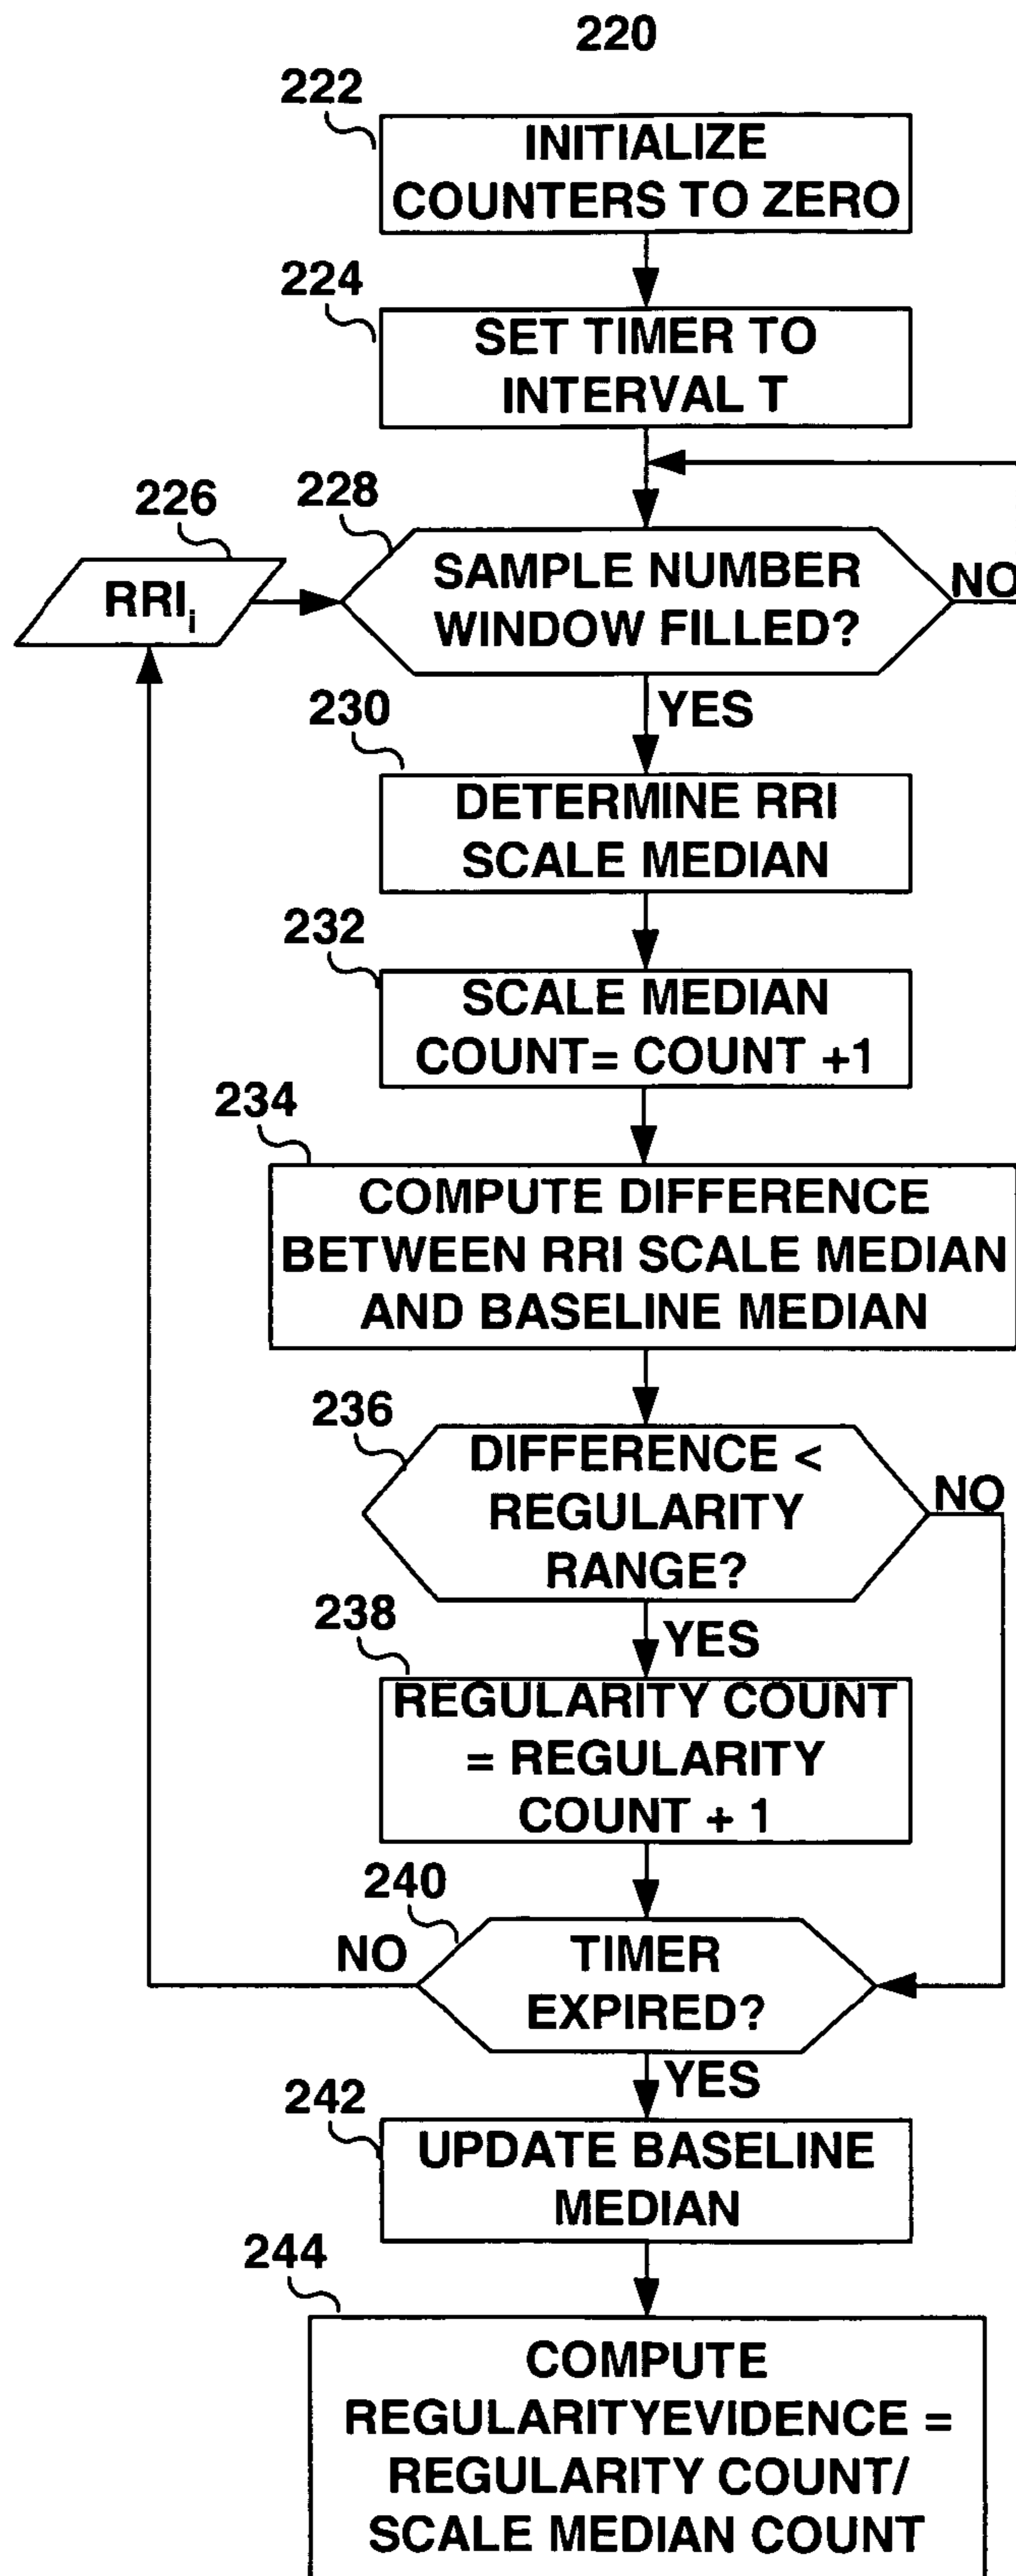 220
222
INITIALIZE
COUNTERS TO ZERO
224
SET TIMER TO
INTERVAL T
226
RRIi
228
SAMPLE NUMBER
WINDOW FILLED?
NO
YES
230
DETERMINE RRI
SCALE MEDIAN
232
SCALE MEDIAN
COUNT= COUNT +1
234
COMPUTE DIFFERENCE
BETWEEN RRI SCALE MEDIAN
AND BASELINE MEDIAN
236
DIFFERENCE <
REGULARITY
RANGE?
NO
YES
238
REGULARITY COUNT
= REGULARITY
COUNT + 1
240
NO
TIMER
EXPIRED?
YES
242
UPDATE BASELINE
MEDIAN
244
COMPUTE
REGULARITYEVIDENCE =
REGULARITY COUNT/
SCALE MEDIAN COUNT